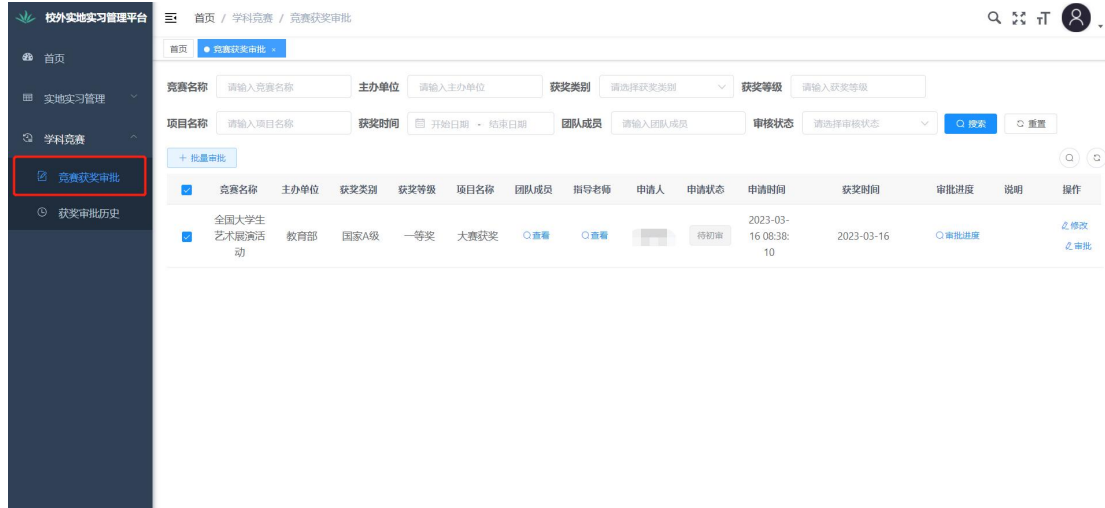 校外实地实习管理平台
首页 / 学科竞赛 / 竞赛获奖审批
首页
竞赛获奖审批 ×
首页
实地实习管理
学科竞赛
竞赛获奖审批
获奖审批历史
竞赛名称 请输入竞赛名称 主办单位 请输入主办单位 获奖类别 请选择获奖类别 获奖等级 请输入获奖等级
项目名称 请输入项目名称 获奖时间 开始日期 - 结束日期 团队成员 请输入团队成员 审核状态 请选择审核状态 搜索 重置
+ 批量审批
竞赛名称 主办单位 获奖类别 获奖等级 项目名称 团队成员 指导老师 申请人 申请状态 申请时间 获奖时间 审批进度 说明 操作
全国大学生
艺术展演活
动
教育部 国家A级 一等奖 大赛获奖 查看 查看 待初审
2023-03-
16 08:38:
10
2023-03-16 审批进度
修改
审批